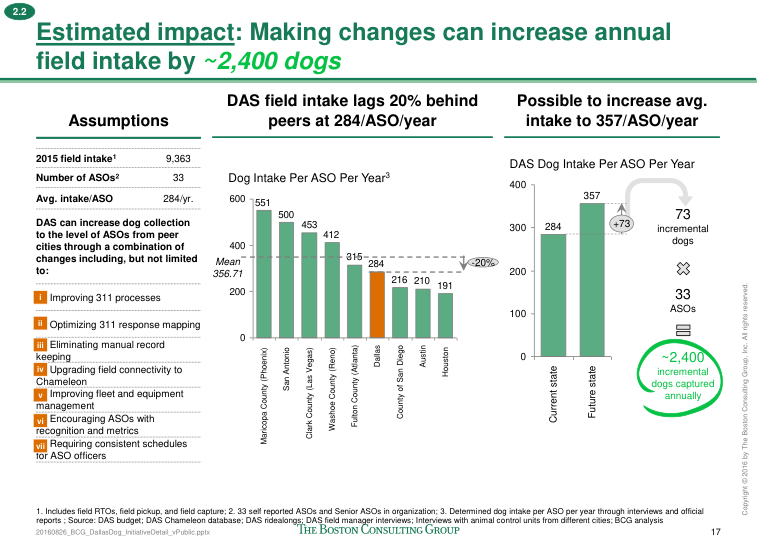 2.2
Estimated impact: Making changes can increase annual
field intake by ~2,400 dogs
Assumptions
2015 field intake¹ 9,363
Number of ASOs² 33
Avg. intake/ASO 284/yr.
DAS can increase dog collection
to the level of ASOs from peer
cities through a combination of
changes including, but not limited
to:
i Improving 311 processes
ii Optimizing 311 response mapping
iii Eliminating manual record
keeping
iv Upgrading field connectivity to
Chameleon
v Improving fleet and equipment
management
vi Encouraging ASOs with
recognition and metrics
vii Requiring consistent schedules
for ASO officers
DAS field intake lags 20% behind
peers at 284/ASO/year
Dog Intake Per ASO Per Year³
600
400
200
0
Mean
356.71
551
500
453
412
315
284
216
210
191
-20%
Maricopa County (Phoenix)
San Antonio
Clark County (Las Vegas)
Washoe County (Reno)
Fulton County (Atlanta)
Dallas
County of San Diego
Austin
Houston
Possible to increase avg.
intake to 357/ASO/year
DAS Dog Intake Per ASO Per Year
400
300
200
100
0
284
357
+73
Current state
Future state
73
incremental
dogs
33
ASOs
~2,400
incremental
dogs captured
annually
1. Includes field RTOs, field pickup, and field capture; 2. 33 self reported ASOs and Senior ASOs in organization; 3. Determined dog intake per ASO per year through interviews and official
reports ; Source: DAS budget; DAS Chameleon database; DAS ridealongs; DAS field manager interviews; Interviews with animal control units from different cities; BCG analysis
20160826_BCG_DallasDog_InitiativeDetail_vPublic.pptx
THE BOSTON CONSULTING GROUP
17
Copyright © 2016 by The Boston Consulting Group, Inc. All rights reserved.